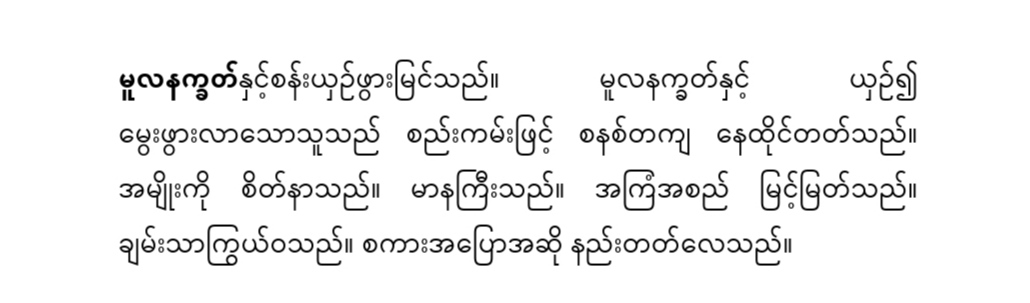 မူလနက္ခတ်နှင့်စန်းယှဉ်ဖွားမြင်သည်။ မူလနက္ခတ်နှင့် ယှဉ်၍
မွေးဖွားလာသောသူသည် စည်းကမ်းဖြင့် စနစ်တကျ နေထိုင်တတ်သည်။
အမျိုးကို စိတ်နာသည်။ မာနကြီးသည်။ အကြံအစည် မြင့်မြတ်သည်။
ချမ်းသာကြွယ်ဝသည်။ စကားအပြောအဆို နည်းတတ်လေသည်။